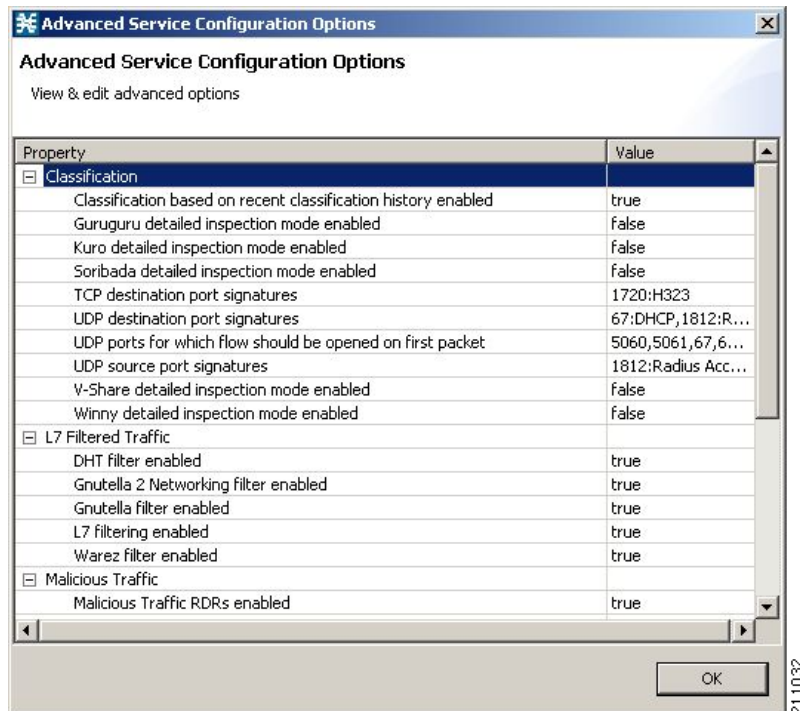 Advanced Service Configuration Options
Advanced Service Configuration Options
View & edit advanced options
Property Value
Classification
Classification based on recent classification history enabled true
Guruguru detailed inspection mode enabled false
Kuro detailed inspection mode enabled false
Soribada detailed inspection mode enabled false
TCP destination port signatures 1720:H323
UDP destination port signatures 67:DHCP,1812:R...
UDP ports for which flow should be opened on first packet 5060,5061,67,6...
UDP source port signatures 1812:Radius Acc...
V-Share detailed inspection mode enabled false
Winny detailed inspection mode enabled false
L7 Filtered Traffic
DHT filter enabled true
Gnutella 2 Networking filter enabled true
Gnutella filter enabled true
L7 filtering enabled true
Warez filter enabled true
Malicious Traffic
Malicious Traffic RDRs enabled true
OK
211032